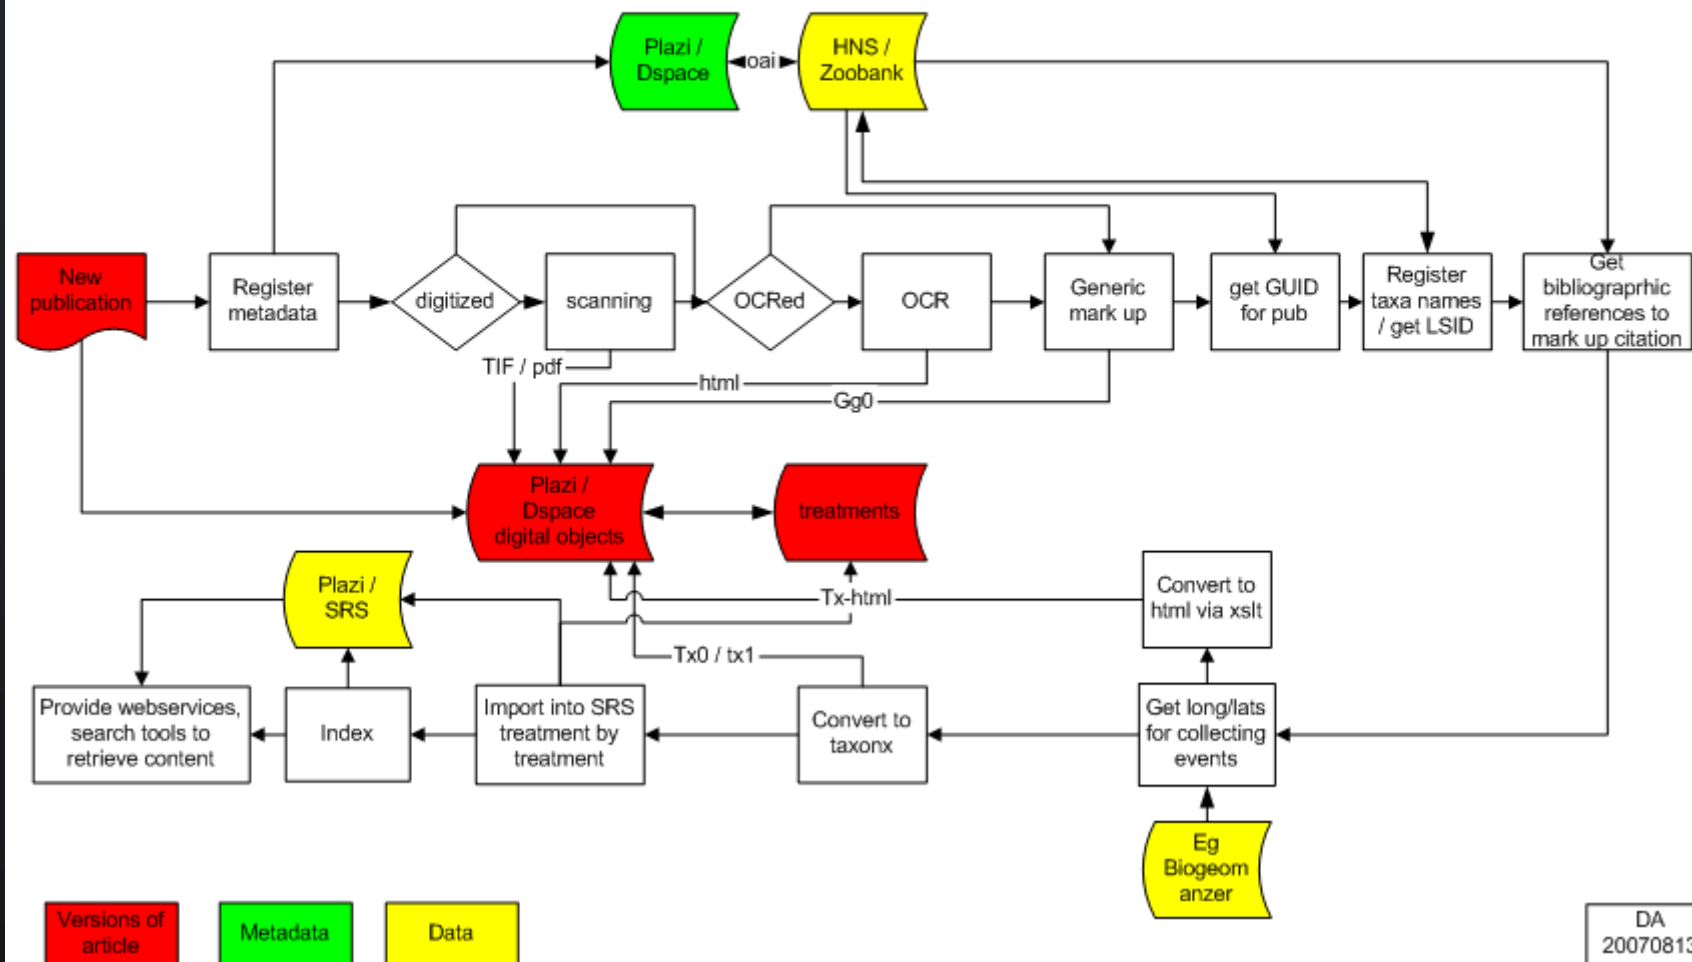 Plazi /
Dspace
oai
HNS /
Zoobank
New
publication
Register
metadata
digitized
scanning
OCRed
OCR
Generic
mark up
get GUID
for pub
Register
taxa names
/ get LSID
Get
bibliograprhic
references to
mark up citation
TIF / pdf
html
Gg0
Plazi /
Dspace
digital objects
treatments
Plazi /
SRS
Tx-html
Convert to
html via xslt
Tx0 / tx1
Provide webservices,
search tools to
retrieve content
Index
Import into SRS
treatment by
treatment
Convert to
taxonx
Get long/lats
for collecting
events
Eg
Biogeom
anzer
Versions of
article
Metadata
Data
DA
20070813